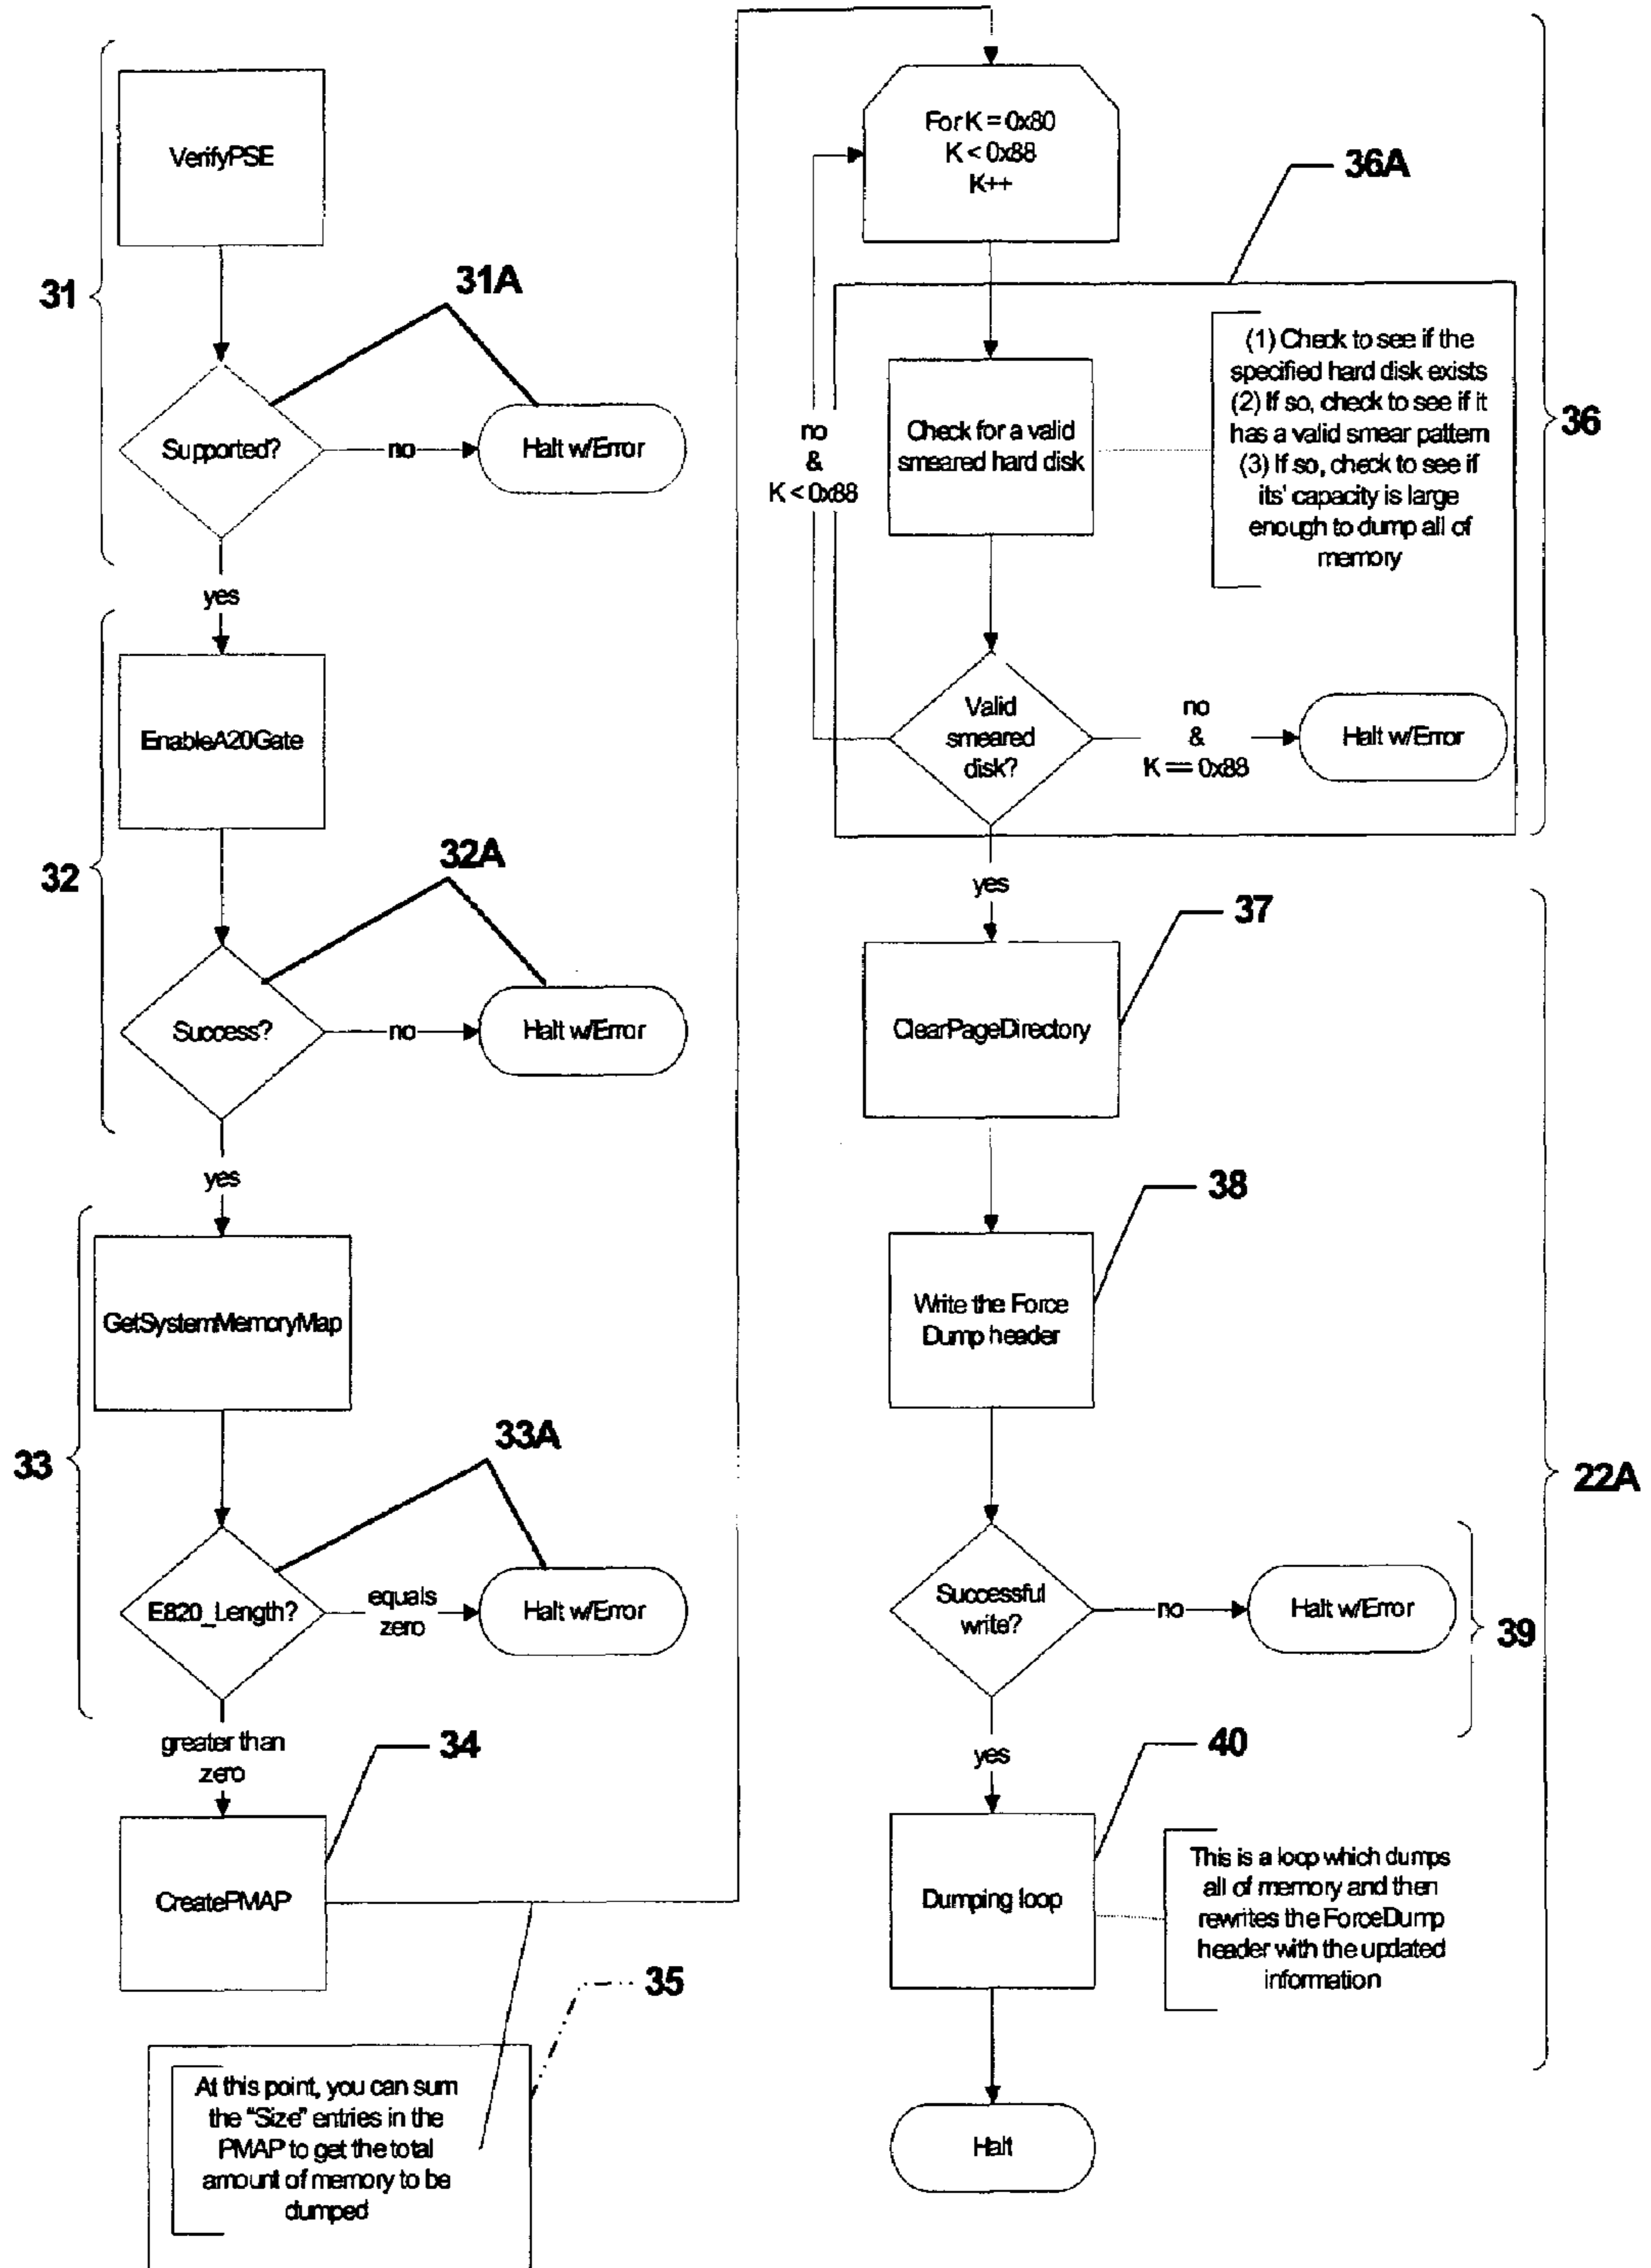 VerifyPSE
31
31A
Supported?
no
Halt w/Error
yes
EnableA20Gate
32
32A
Success?
no
Halt w/Error
yes
GetSystemMemoryMap
33
33A
E820_Length?
equals
zero
Halt w/Error
greater than
zero
34
CreatePMAP
35
At this point, you can sum
the "Size" entries in the
PMAP to get the total
amount of memory to be
dumped
For K = 0x80
K < 0x88
K++
36A
36
no
&
K < 0x88
Check for a valid
smeared hard disk
(1) Check to see if the
specified hard disk exists
(2) If so, check to see if it
has a valid smear pattern
(3) If so, check to see if
its' capacity is large
enough to dump all of
memory
Valid
smeared
disk?
no
&
K == 0x88
Halt w/Error
yes
37
ClearPageDirectory
38
Write the Force
Dump header
22A
Successful
write?
no
Halt w/Error
39
yes
40
Dumping loop
This is a loop which dumps
all of memory and then
rewrites the ForceDump
header with the updated
information
Halt